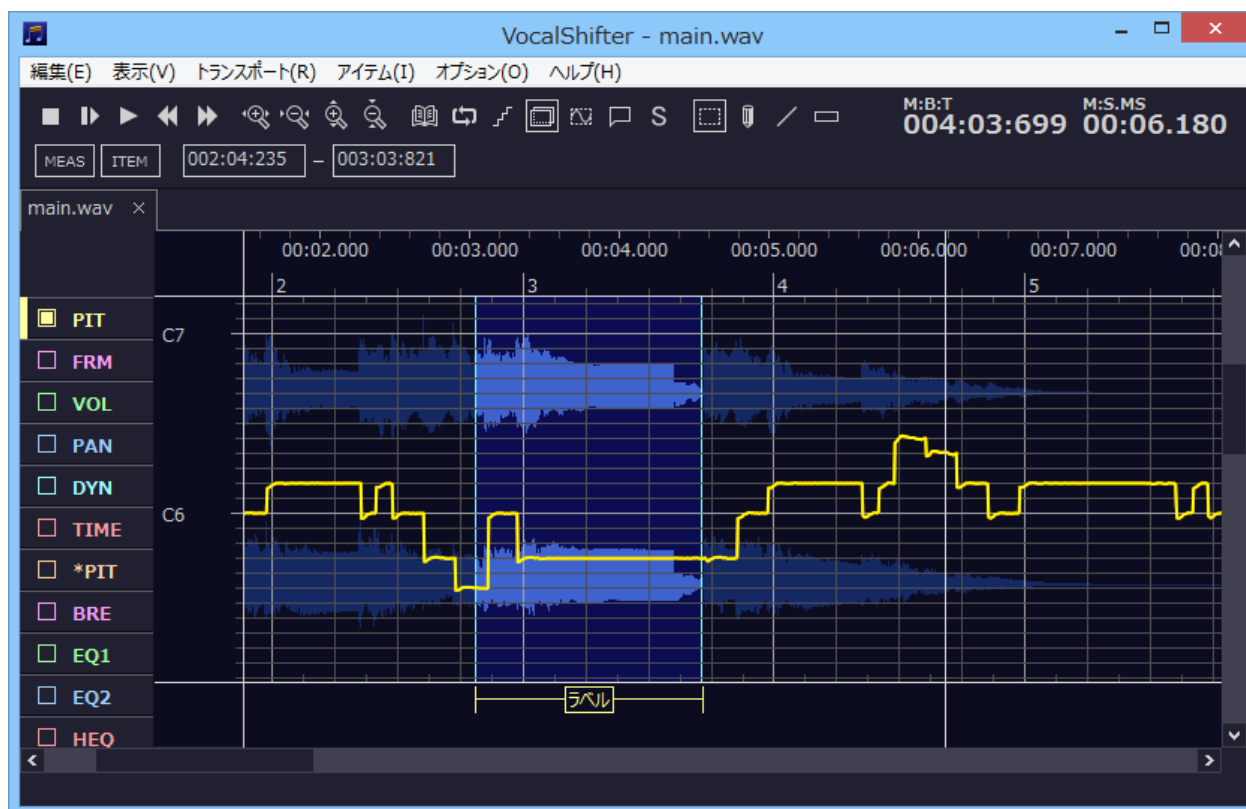 VocalShifter - main.wav
編集(E) 表示(V) トランスポート(R) アイテム(I) オプション(O) ヘルプ(H)
S
M:B:T M:S.MS
004:03:699 00:06.180
MEAS ITEM 002:04:235 – 003:03:821
main.wav ×
00:02.000 00:03.000 00:04.000 00:05.000 00:06.000 00:07.000 00:0
2 3 4 5
PIT
C7
FRM
VOL
PAN
DYN
C6
TIME
*PIT
BRE
EQ1
EQ2
ラベル
HEQ